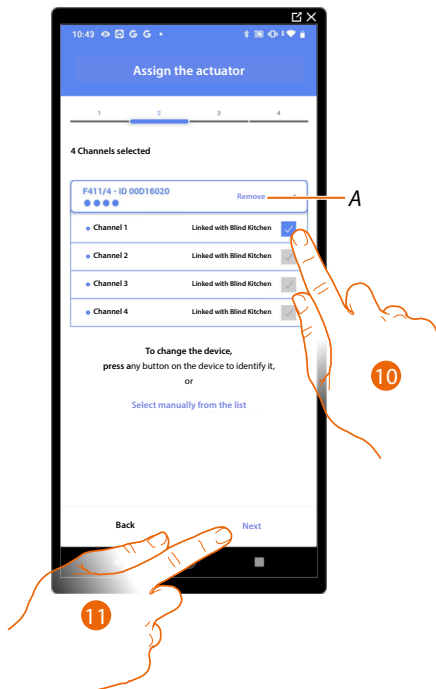 10:43 G G
Assign the actuator
1 2 3 4
4 Channels selected
F411/4 - ID 00D16020
Remove
A
Channel 1 Linked with Blind Kitchen
Channel 2 Linked with Blind Kitchen
Channel 3 Linked with Blind Kitchen
Channel 4 Linked with Blind Kitchen
To change the device,
press any button on the device to identify it,
or
Select manually from the list
10
Back Next
11